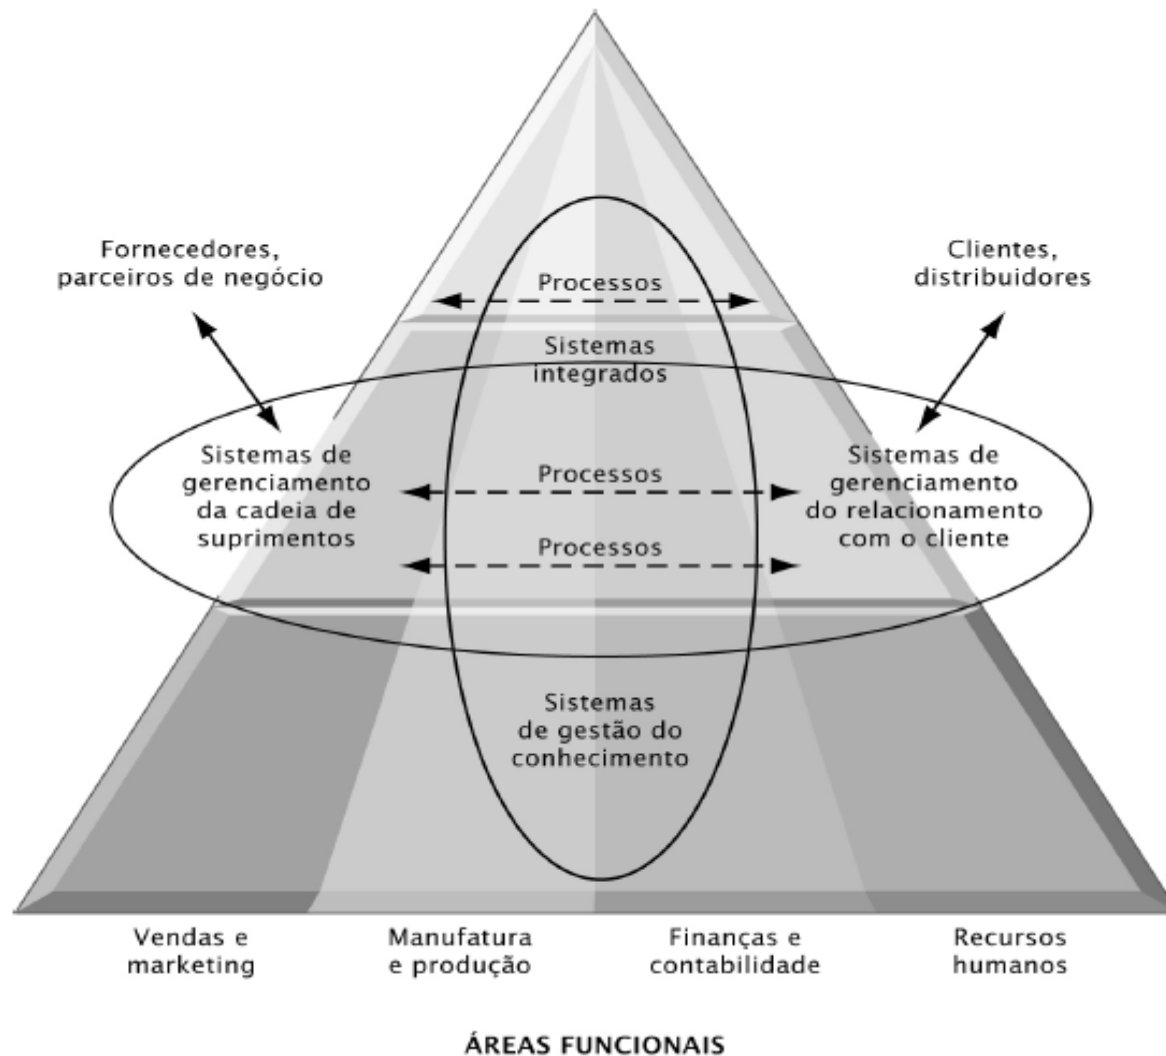 Fornecedores,
parceiros de negócio
Clientes,
distribuidores
Processos
Sistemas
integrados
Sistemas de
gerenciamento
da cadeia de
suprimentos
Processos
Processos
Sistemas de
gerenciamento
do relacionamento
com o cliente
Sistemas
de gestão do
conhecimento
Vendas e
marketing
Manufatura
e produção
Finanças e
contabilidade
Recursos
humanos
ÁREAS FUNCIONAIS